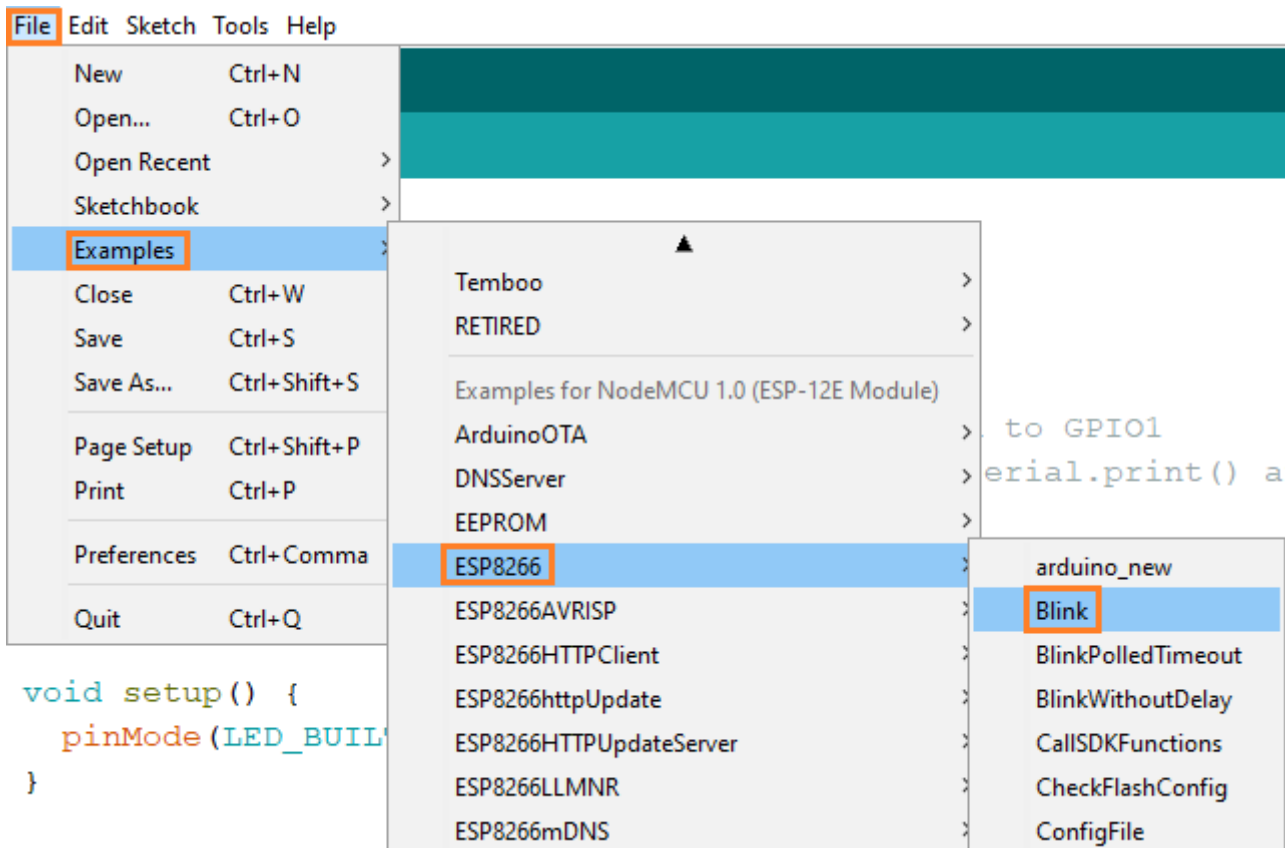 File Edit Sketch Tools Help
New Ctrl+N
Open... Ctrl+O
Open Recent
Sketchbook
Examples
Close Ctrl+W
Save Ctrl+S
Save As... Ctrl+Shift+S
Page Setup Ctrl+Shift+P
Print Ctrl+P
Preferences Ctrl+Comma
Quit Ctrl+Q
Temboo
RETIRED
Examples for NodeMCU 1.0 (ESP-12E Module)
ArduinoOTA
DNSServer
EEPROM
ESP8266
ESP8266AVRISP
ESP8266HTTPClient
ESP8266httpUpdate
ESP8266HTTPUpdateServer
ESP8266LLMNR
ESP8266mDNS
arduino_new
Blink
BlinkPolledTimeout
BlinkWithoutDelay
CallSDKFunctions
CheckFlashConfig
ConfigFile
to GPIO1
erial.print() a
void setup() {
pinMode(LED_BUIL
}